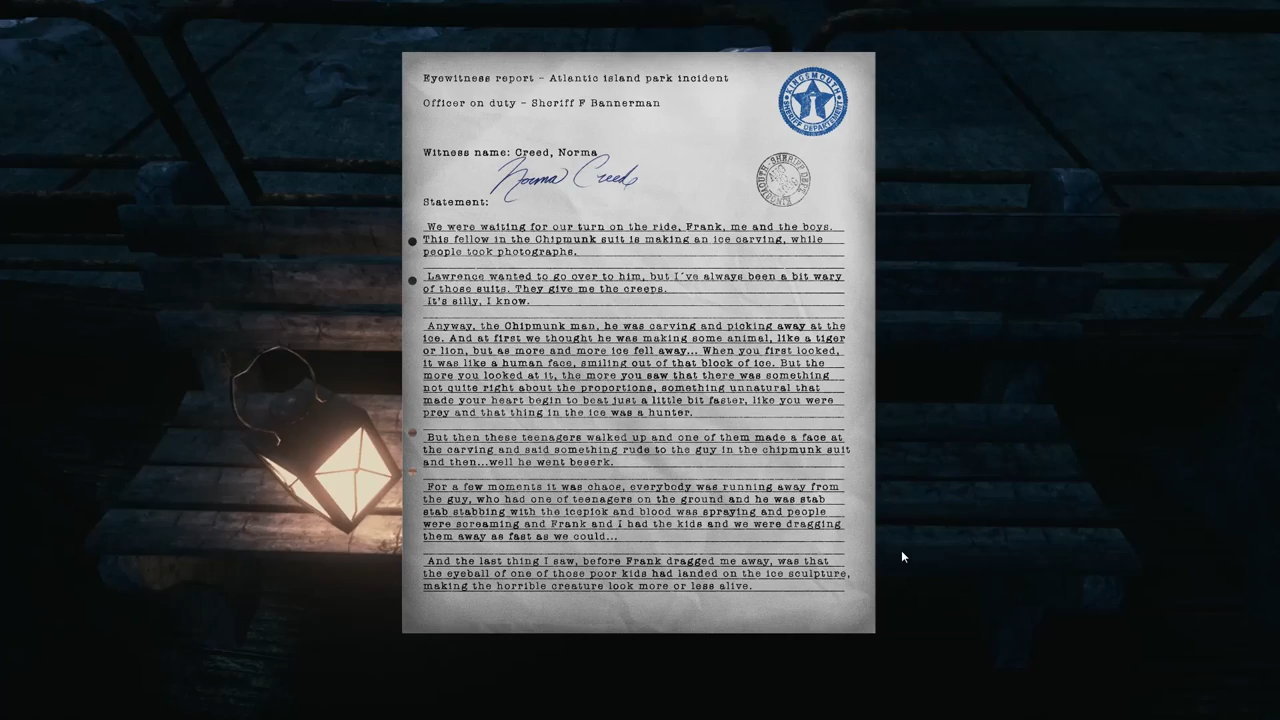 Eyewitness report - Atlantic island park incident
Officer on duty - Sheriff F Bannerman
KINGSMOUTH
SHERIFF DEPARTEMENT
Witness name: Creed, Norma
Norma Creed
KINGSMOUTH SHERIFF DEPT.
Statement:
We were waiting for our turn on the ride, Frank, me and the boys.
This fellow in the Chipmunk suit is making an ice carving, while
people took photographs.
Lawrence wanted to go over to him, but I´ve always been a bit wary
of those suits. They give me the creeps.
It's silly, I know.
Anyway, the Chipmunk man, he was carving and picking away at the
ice. And at first we thought he was making some animal, like a tiger
or lion, but as more and more ice fell away... When you first looked,
it was like a human face, smiling out of that block of ice. But the
more you looked at it, the more you saw that there was something
not quite right about the proportions, something unnatural that
made your heart begin to beat just a little bit faster, like you were
prey and that thing in the ice was a hunter.
But then these teenagers walked up and one of them made a face at
the carving and said something rude to the guy in the chipmunk suit
and then...well he went beserk.
For a few moments it was chaos, everybody was running away from
the guy, who had one of teenagers on the ground and he was stab
stab stabbing with the icepick and blood was spraying and people
were screaming and Frank and I had the kids and we were dragging
them away as fast as we could...
And the last thing I saw, before Frank dragged me away, was that
the eyeball of one of those poor kids had landed on the ice sculpture,
making the horrible creature look more or less alive.